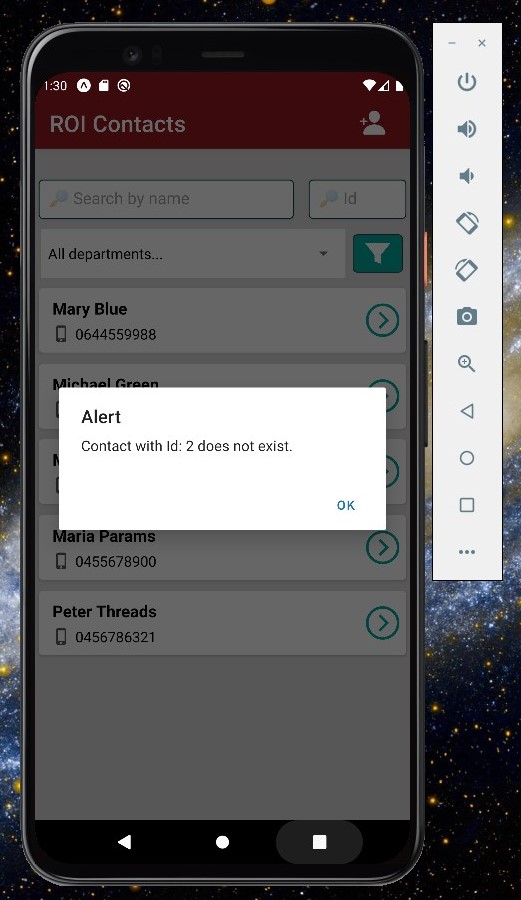 1:30
ROI Contacts
Search by name
Id
All departments...
Mary Blue
0644559988
Michael Green
Alert
Contact with Id: 2 does not exist.
OK
Maria Params
0455678900
Peter Threads
0456786321